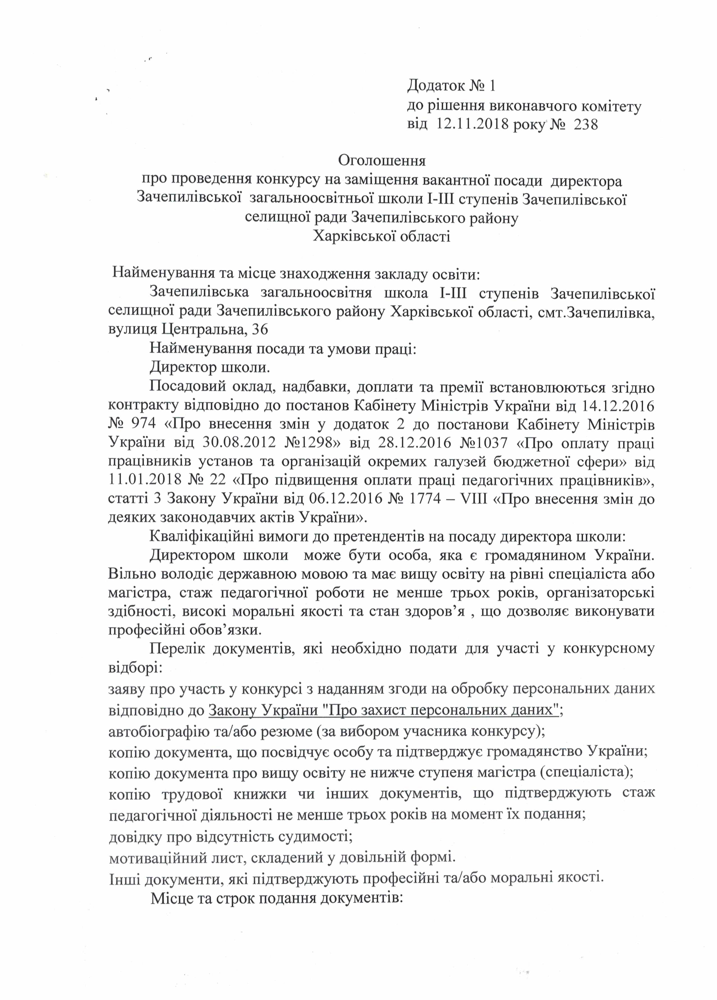 Додаток № 1
до рішення виконавчого комітету
від 12.11.2018 року № 238
Оголошення
про проведення конкурсу на заміщення вакантної посади директора
Зачепилівської загальноосвітньої школи І-ІІІ ступенів Зачепилівської
селищної ради Зачепилівського району
Харківської області
Найменування та місце знаходження закладу освіти:
Зачепилівська загальноосвітня школа І-ІІІ ступенів Зачепилівської
селищної ради Зачепилівського району Харківської області, смт.Зачепилівка,
вулиця Центральна, 36
Найменування посади та умови праці:
Директор школи.
Посадовий оклад, надбавки, доплати та премії встановлюються згідно
контракту відповідно до постанов Кабінету Міністрів України від 14.12.2016
№ 974 «Про внесення змін у додаток 2 до постанови Кабінету Міністрів
України від 30.08.2012 №1298» від 28.12.2016 №1037 «Про оплату праці
працівників установ та організацій окремих галузей бюджетної сфери» від
11.01.2018 № 22 «Про підвищення оплати праці педагогічних працівників»,
статті 3 Закону України від 06.12.2016 № 1774 – VIII «Про внесення змін до
деяких законодавчих актів України».
Кваліфікаційні вимоги до претендентів на посаду директора школи:
Директором школи може бути особа, яка є громадянином України.
Вільно володіє державною мовою та має вищу освіту на рівні спеціаліста або
магістра, стаж педагогічної роботи не менше трьох років, організаторські
здібності, високі моральні якості та стан здоров’я , що дозволяє виконувати
професійні обов’язки.
Перелік документів, які необхідно подати для участі у конкурсному
відборі:
заяву про участь у конкурсі з наданням згоди на обробку персональних даних
відповідно до Закону України "Про захист персональних даних";
автобіографію та/або резюме (за вибором учасника конкурсу);
копію документа, що посвідчує особу та підтверджує громадянство України;
копію документа про вищу освіту не нижче ступеня магістра (спеціаліста);
копію трудової книжки чи інших документів, що підтверджують стаж
педагогічної діяльності не менше трьох років на момент їх подання;
довідку про відсутність судимості;
мотиваційний лист, складений у довільній формі.
Інші документи, які підтверджують професійні та/або моральні якості.
Місце та строк подання документів: